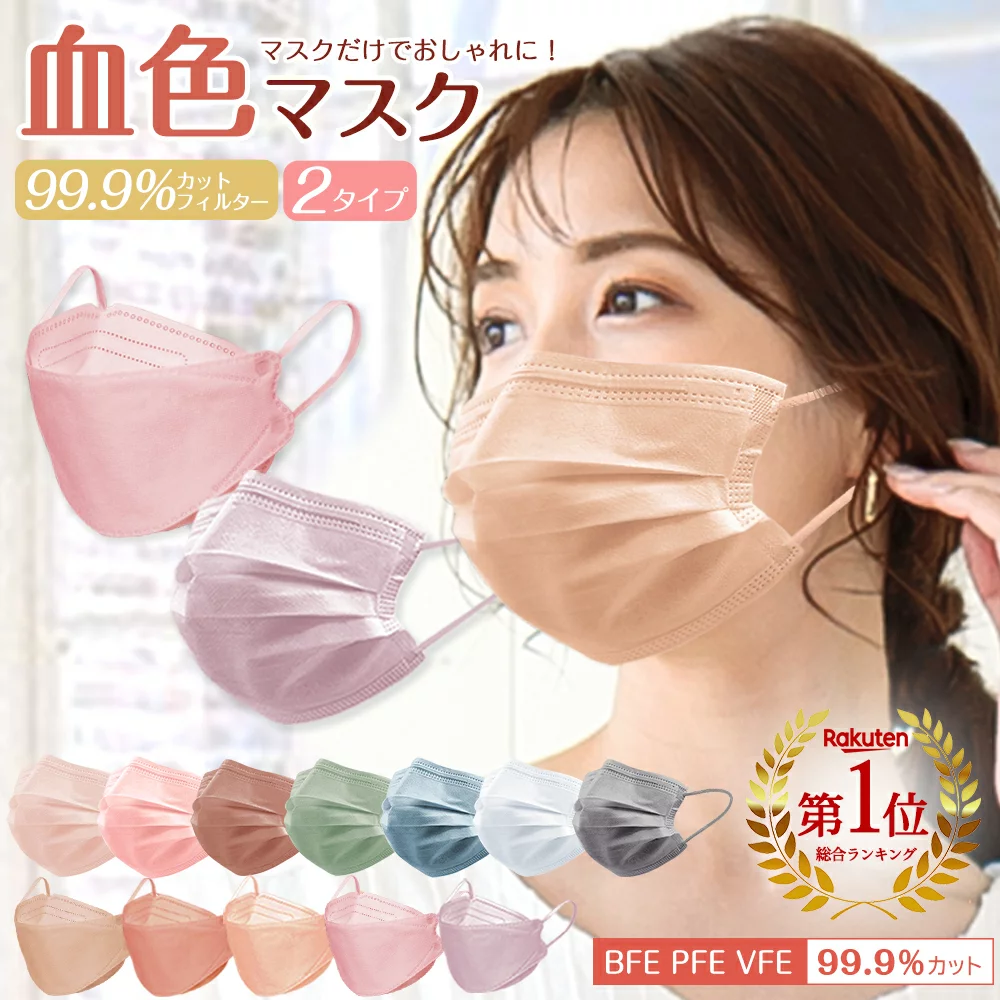 マスクだけでおしゃれに!
血色マスク
99.9%カットフィルター
2タイプ
Rakuten
第1位
総合ランキング
BFE PFE VFE 99.9%カット